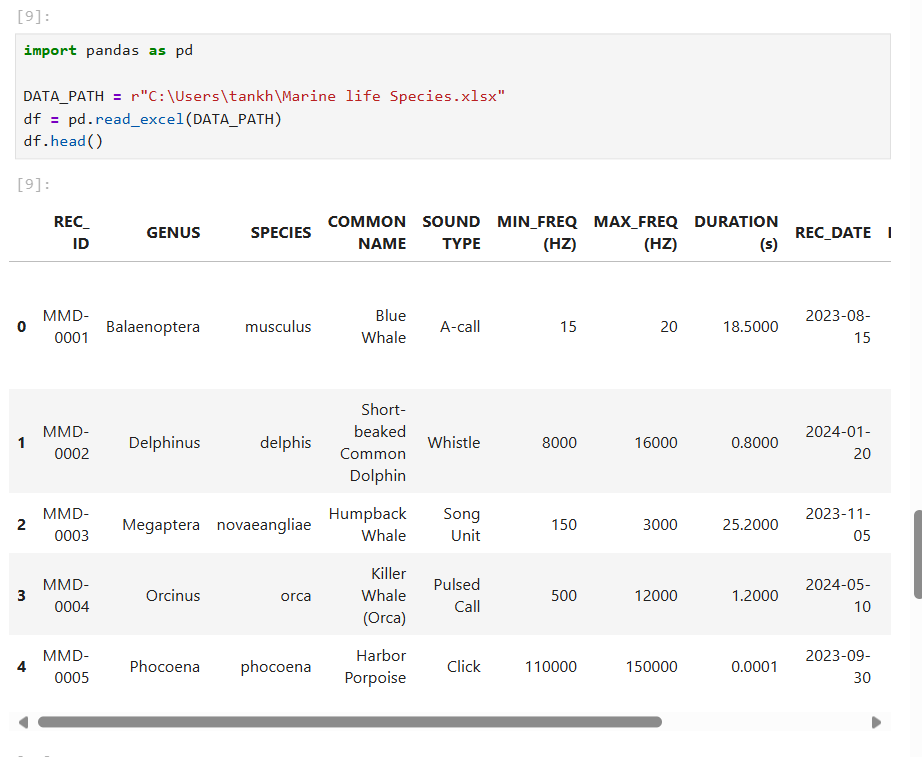 [9]:
import pandas as pd
DATA_PATH = r"C:\Users\tankh\Marine life Species.xlsx"
df = pd.read_excel(DATA_PATH)
df.head()
[9]:
REC_ID GENUS SPECIES COMMON NAME SOUND TYPE MIN_FREQ (HZ) MAX_FREQ (HZ) DURATION (s) REC_DATE
0 MMD-0001 Balaenoptera musculus Blue Whale A-call 15 20 18.5000 2023-08-15
1 MMD-0002 Delphinus delphis Short-beaked Common Dolphin Whistle 8000 16000 0.8000 2024-01-20
2 MMD-0003 Megaptera novaeangliae Humpback Whale Song Unit 150 3000 25.2000 2023-11-05
3 MMD-0004 Orcinus orca Killer Whale (Orca) Pulsed Call 500 12000 1.2000 2024-05-10
4 MMD-0005 Phocoena phocoena Harbor Porpoise Click 110000 150000 0.0001 2023-09-30